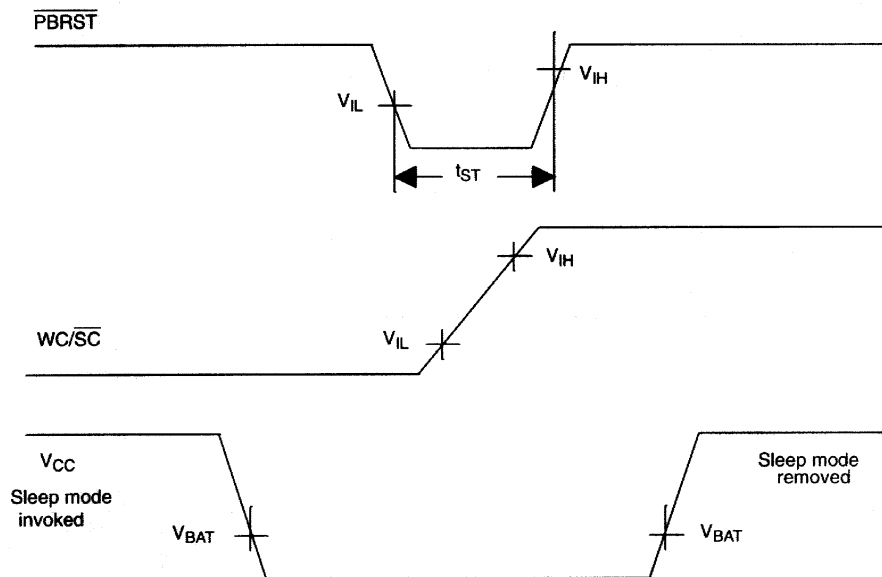 PBRST
VIL
VIH
tST
VIH
WC/SC
VIL
VCC
Sleep mode
invoked
VBAT
Sleep mode
removed
VBAT